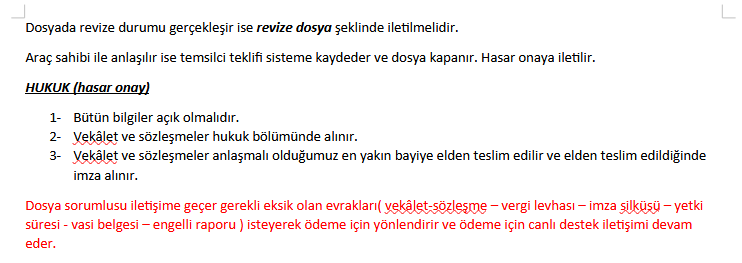 Dosyada revize durumu gerçekleşir ise revize dosya şeklinde iletilmelidir.
Araç sahibi ile anlaşılır ise temsilci teklifi sisteme kaydeder ve dosya kapanır. Hasar onaya iletilir.
HUKUK (hasar onay)
1- Bütün bilgiler açık olmalıdır.
2- Vekâlet ve sözleşmeler hukuk bölümünde alınır.
3- Vekâlet ve sözleşmeler anlaşmalı olduğumuz en yakın bayiye elden teslim edilir ve elden teslim edildiğinde
imza alınır.
Dosya sorumlusu iletişime geçer gerekli eksik olan evrakları( vekâlet-sözleşme – vergi levhası – imza silküsü – yetki
süresi - vasi belgesi – engelli raporu ) isteyerek ödeme için yönlendirir ve ödeme için canlı destek iletişimi devam
eder.